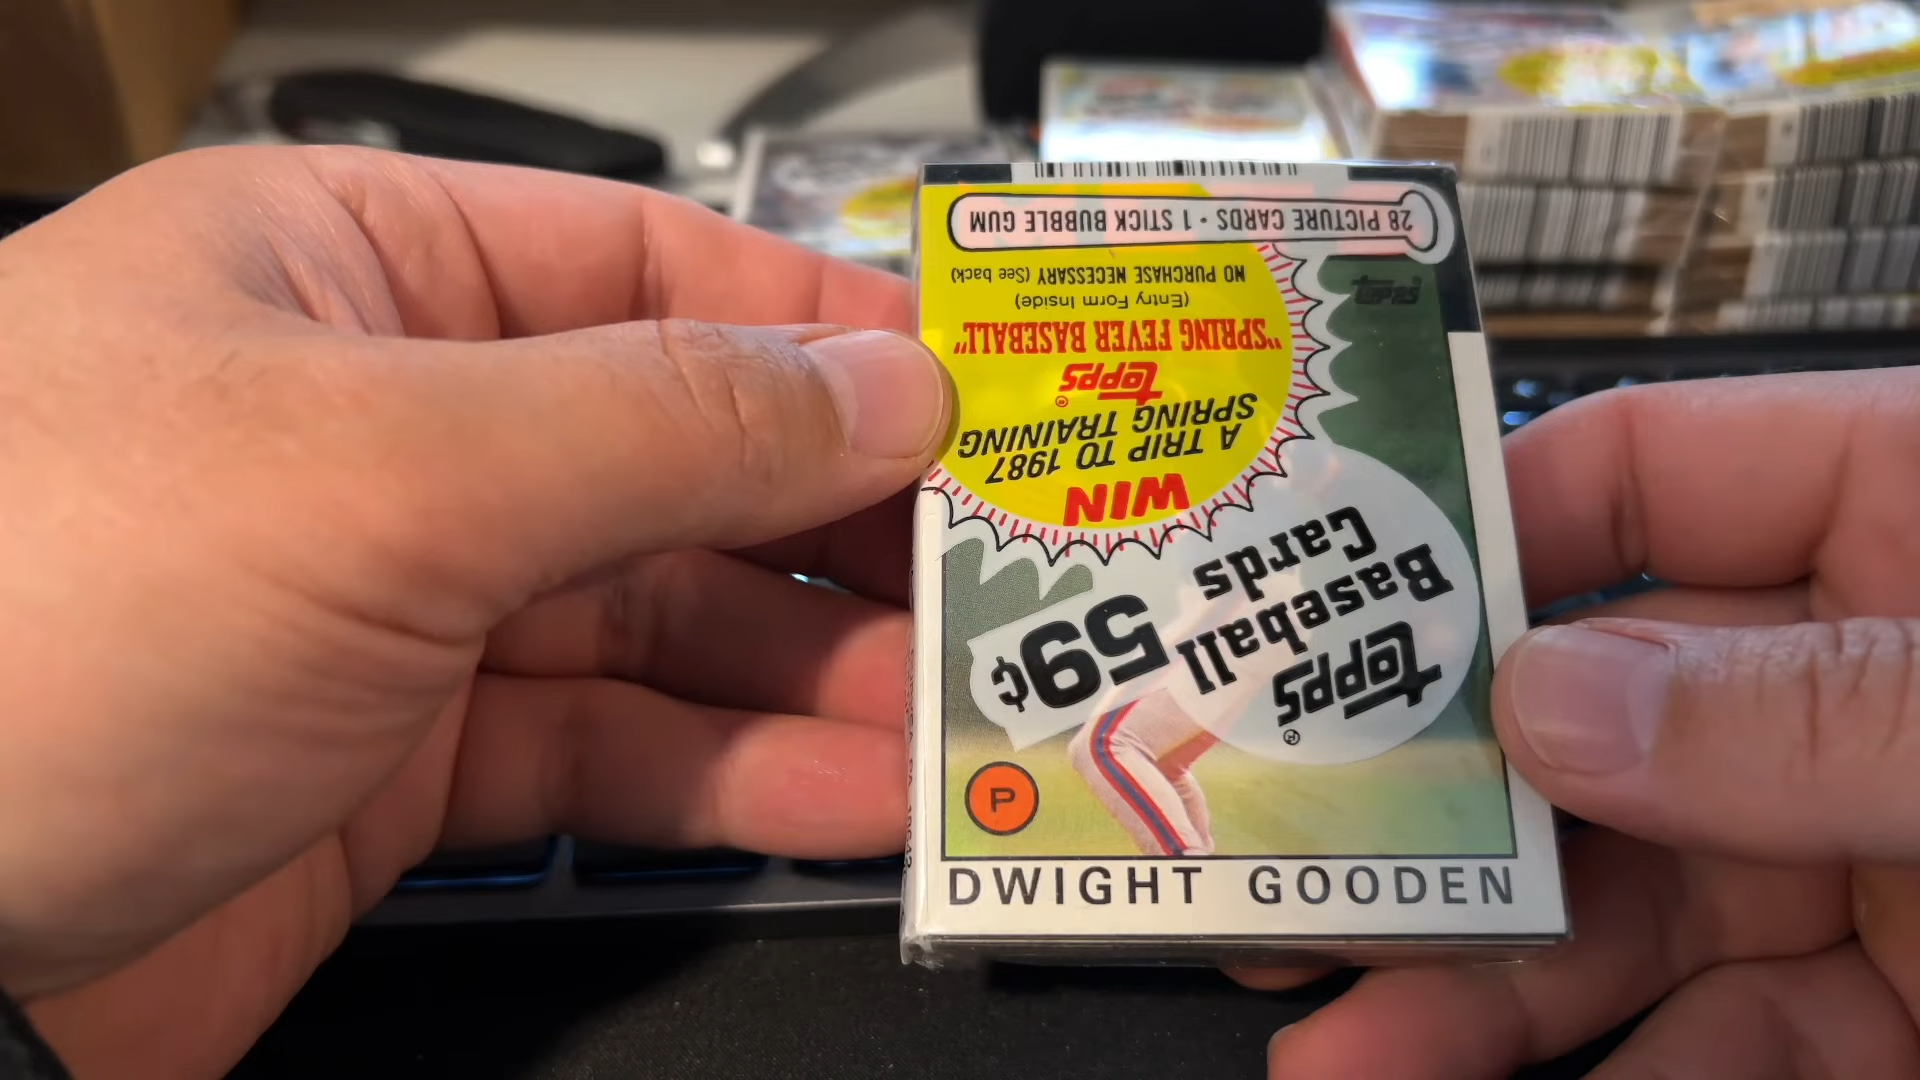 topps
Baseball
Cards
59¢
WIN
A TRIP TO 1987
SPRING TRAINING
topps®
"SPRING FEVER BASEBALL"
(Entry Form Inside)
NO PURCHASE NECESSARY (See back)
28 PICTURE CARDS • 1 STICK BUBBLE GUM
topps
P
DWIGHT GOODEN